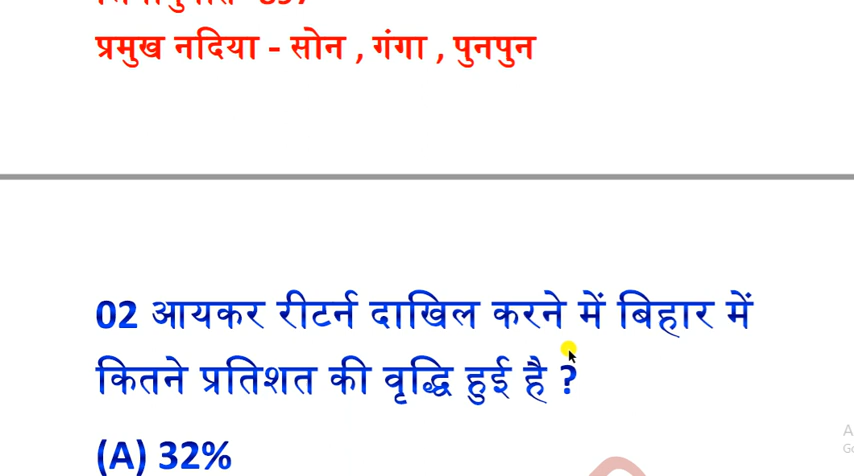 प्रमुख नदिया - सोन , गंगा , पुनपुन
02 आयकर रीटर्न दाखिल करने में बिहार में
कितने प्रतिशत की वृद्धि हुई है ?
(A) 32%